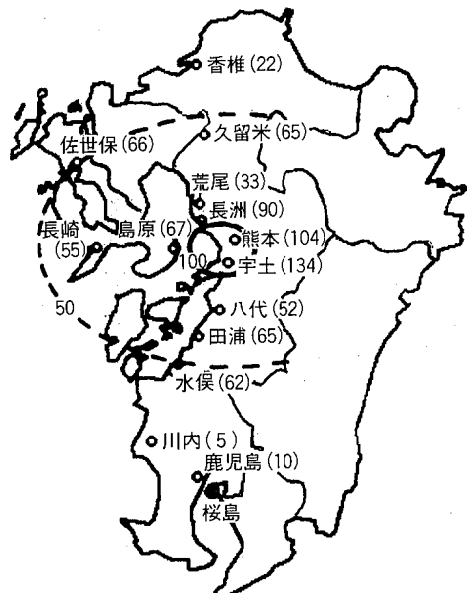 香椎(22)
佐世保(66)
久留米(65)
荒尾(33)
長洲(90)
長崎(55)
島原(67)
熊本(104)
100
宇土(134)
50
八代(52)
田浦(65)
水俣(62)
川内(5)
鹿児島(10)
桜島